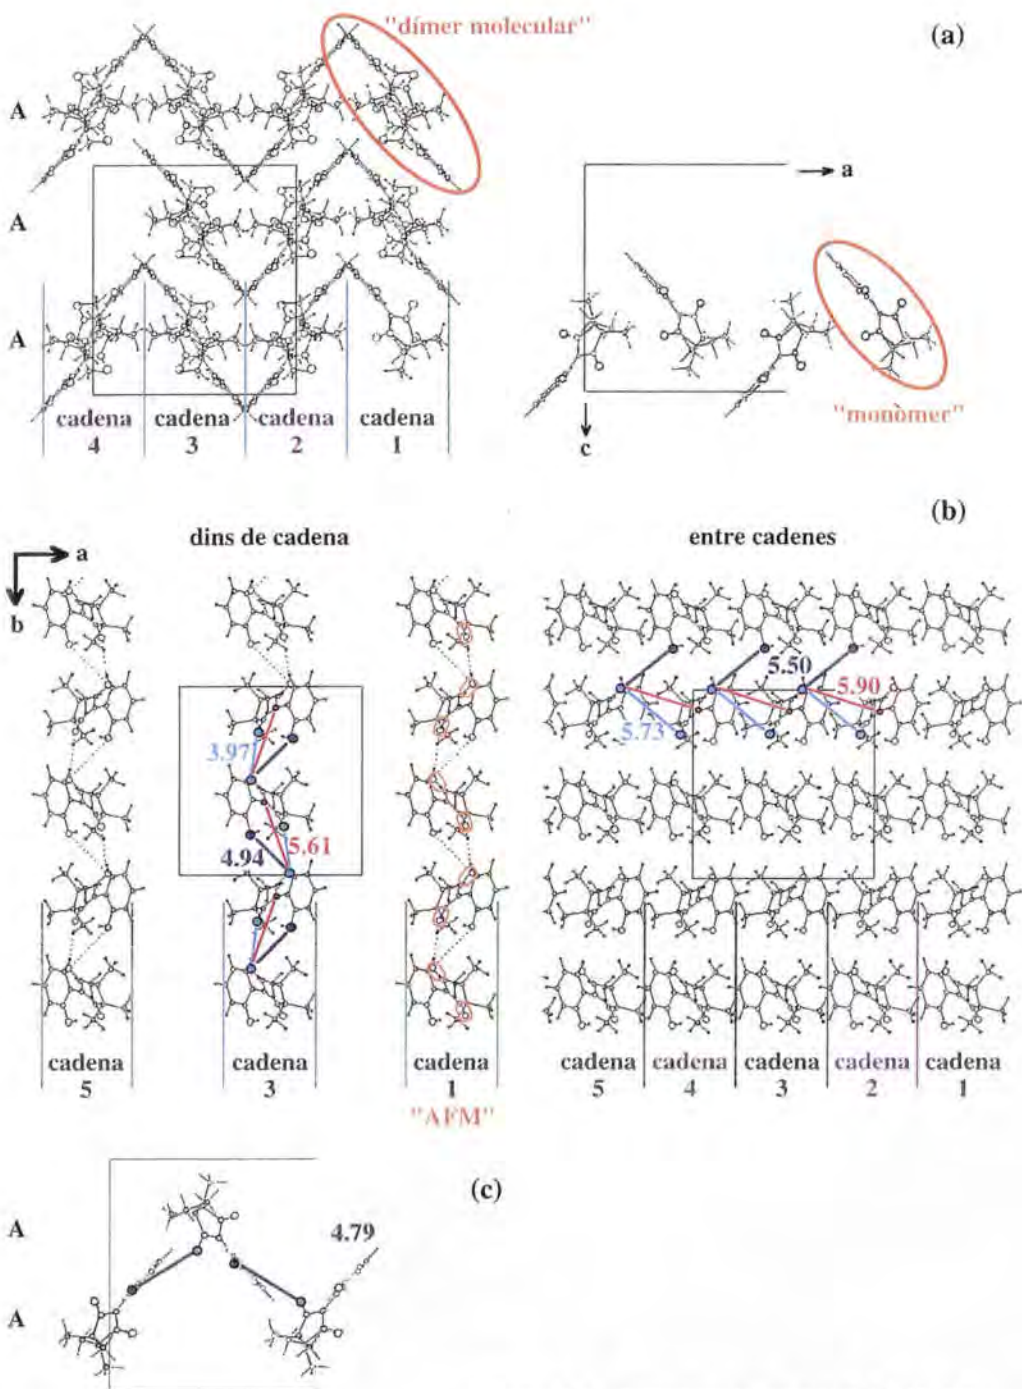 "dímer molecular"
(a)
A
a
A
A
cadena cadena cadena cadena
4 3 2 1
c
"monòmer"
(b)
dins de cadena
entre cadenes
a
b
5.50
5.90
3.97
5.73
4.94
5.61
cadena cadena cadena
5 3 1
"AFM"
cadena cadena cadena cadena cadena
5 4 3 2 1
(c)
A
4.79
A